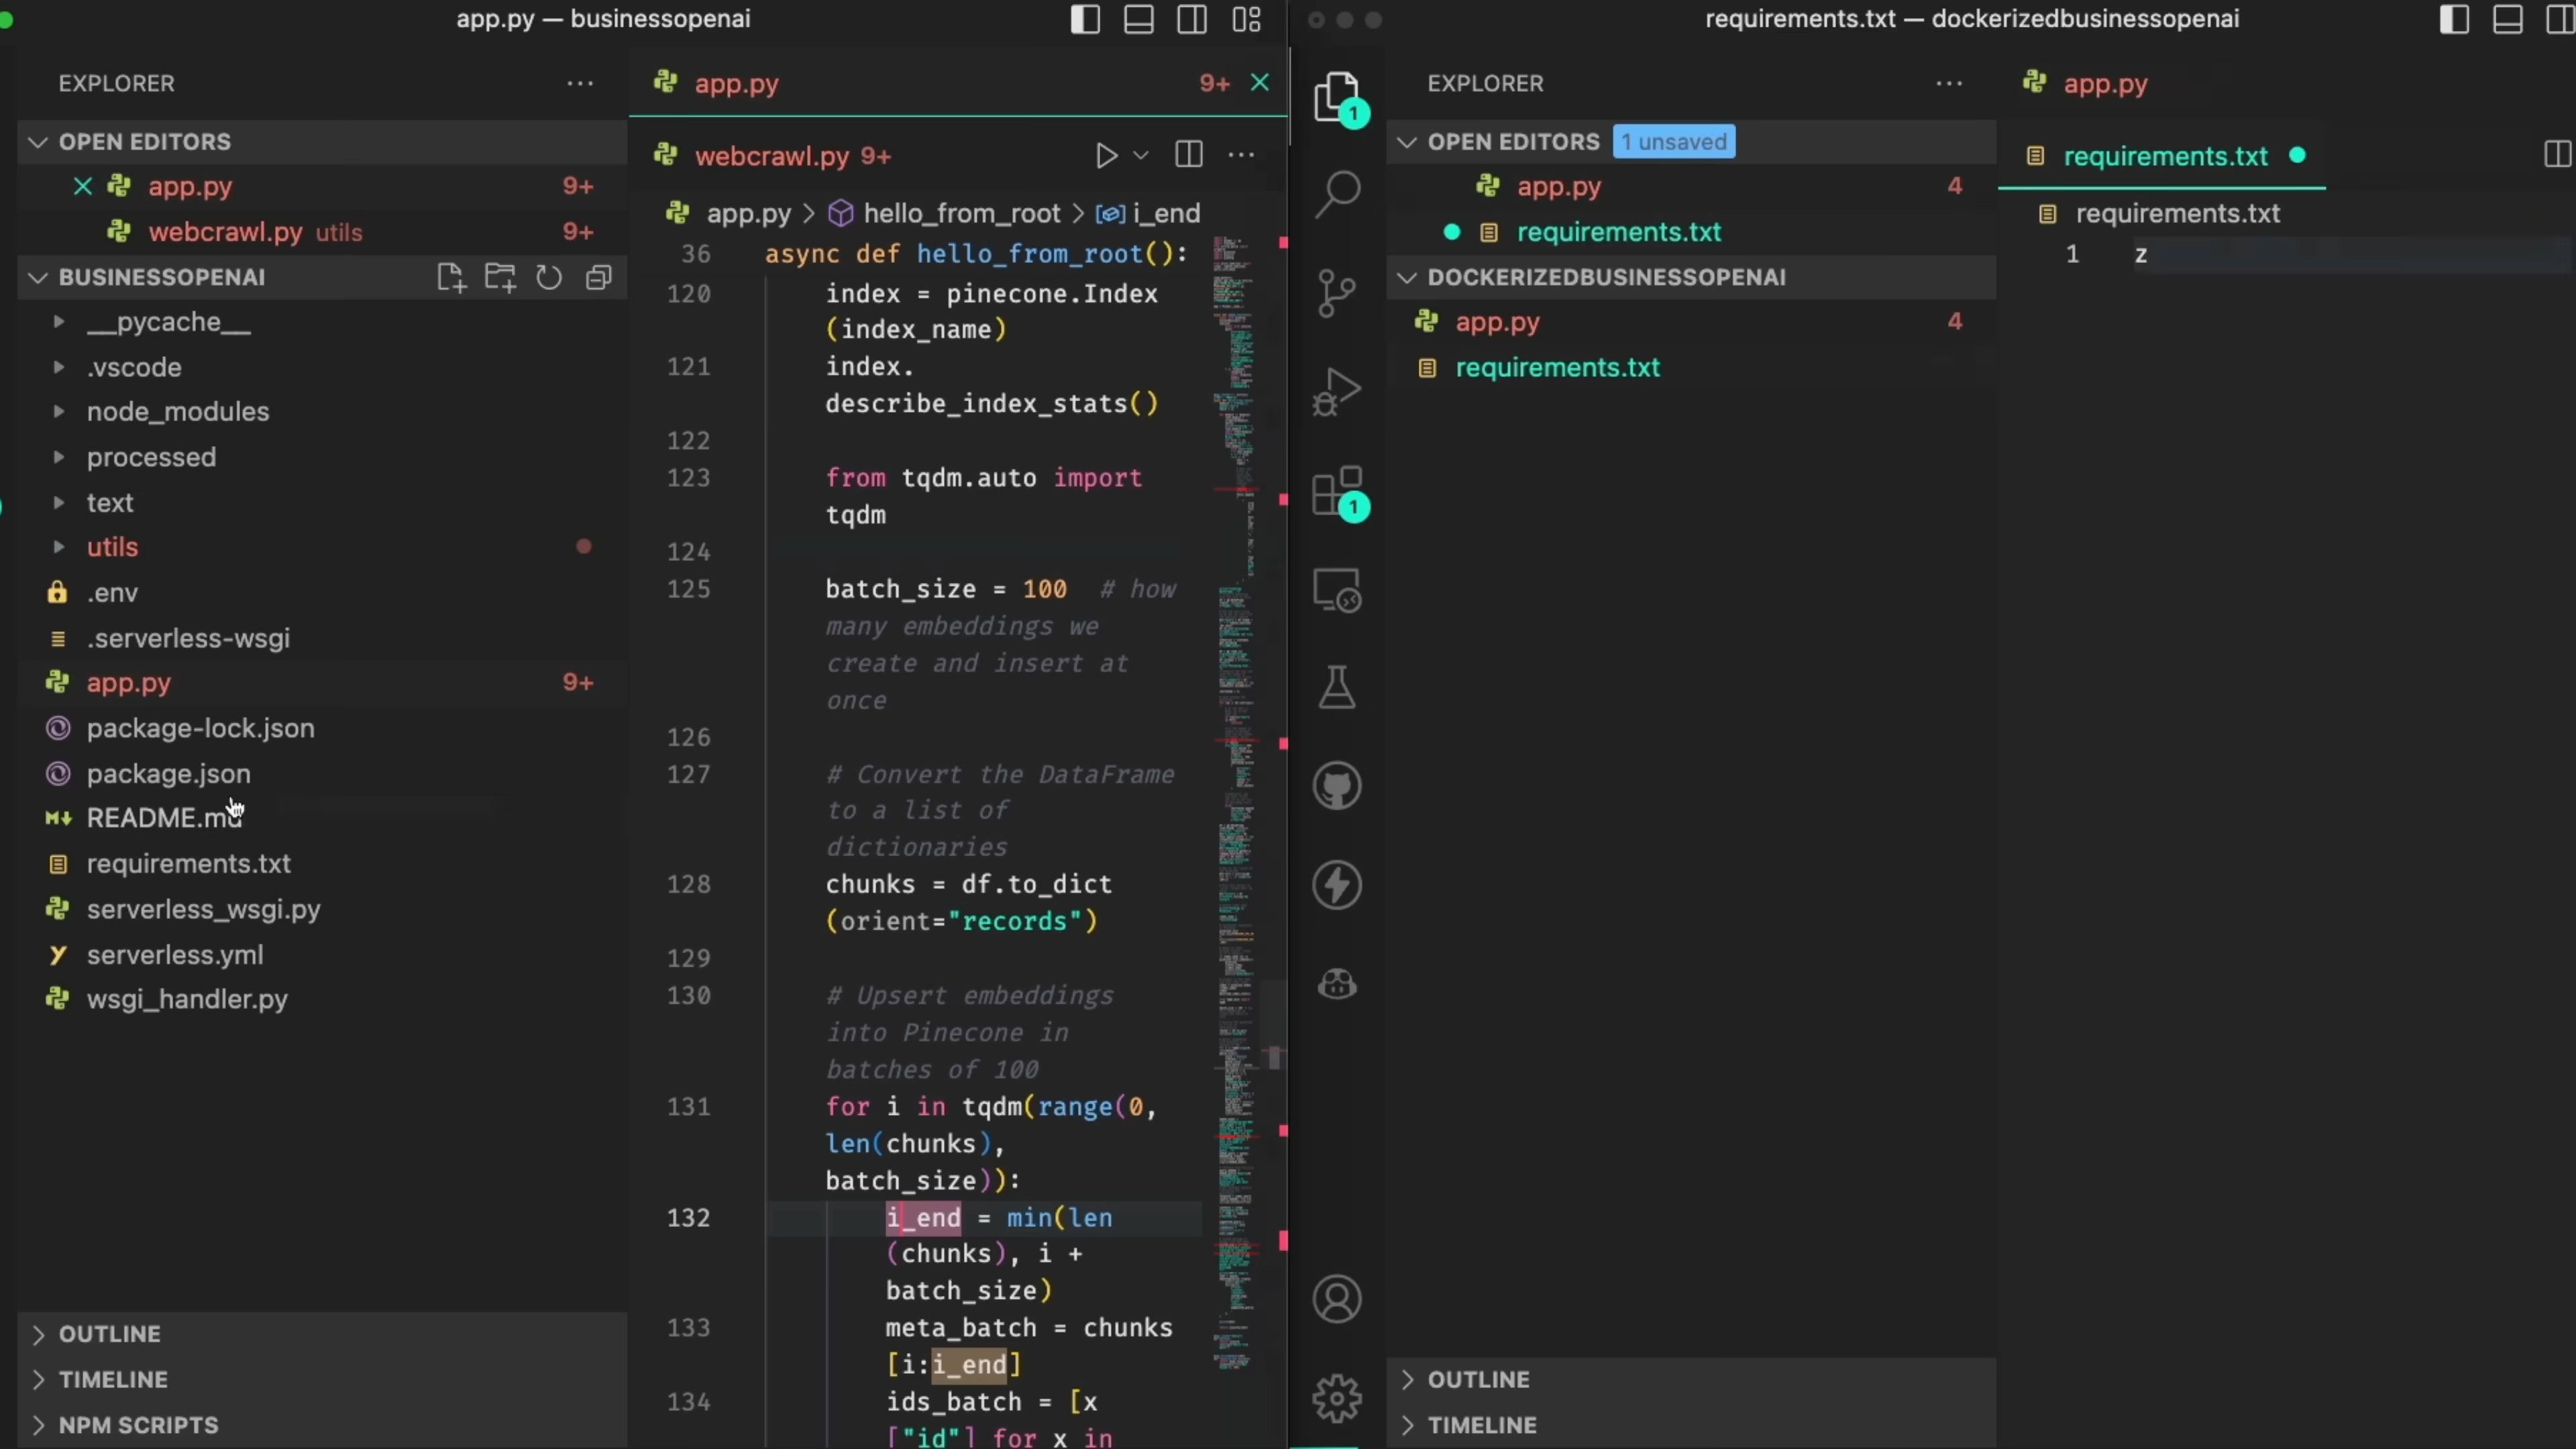 app.py — businessopenai
EXPLORER
OPEN EDITORS
app.py 9+
webcrawl.py utils 9+
BUSINESSOPENAI
__pycache__
.vscode
node_modules
processed
text
utils
.env
.serverless-wsgi
app.py 9+
package-lock.json
package.json
README.md
requirements.txt
serverless_wsgi.py
serverless.yml
wsgi_handler.py
OUTLINE
TIMELINE
NPM SCRIPTS
app.py 9+
webcrawl.py 9+
app.py > hello_from_root > i_end
36 async def hello_from_root():
120 index = pinecone.Index
(index_name)
121 index.
describe_index_stats()
122
123 from tqdm.auto import
tqdm
124
125 batch_size = 100 # how
many embeddings we
create and insert at
once
126
127 # Convert the DataFrame
to a list of
dictionaries
128 chunks = df.to_dict
(orient="records")
129
130 # Upsert embeddings
into Pinecone in
batches of 100
131 for i in tqdm(range(0,
len(chunks),
batch_size)):
132 i_end = min(len
(chunks), i +
batch_size)
133 meta_batch = chunks
[i:i_end]
134 ids_batch = [x
["id"] for x in
requirements.txt — dockerizedbusinessopenai
1
1
EXPLORER
OPEN EDITORS 1 unsaved
app.py 4
requirements.txt
DOCKERIZEDBUSINESSOPENAI
app.py 4
requirements.txt
OUTLINE
TIMELINE
app.py
requirements.txt
requirements.txt
1 z